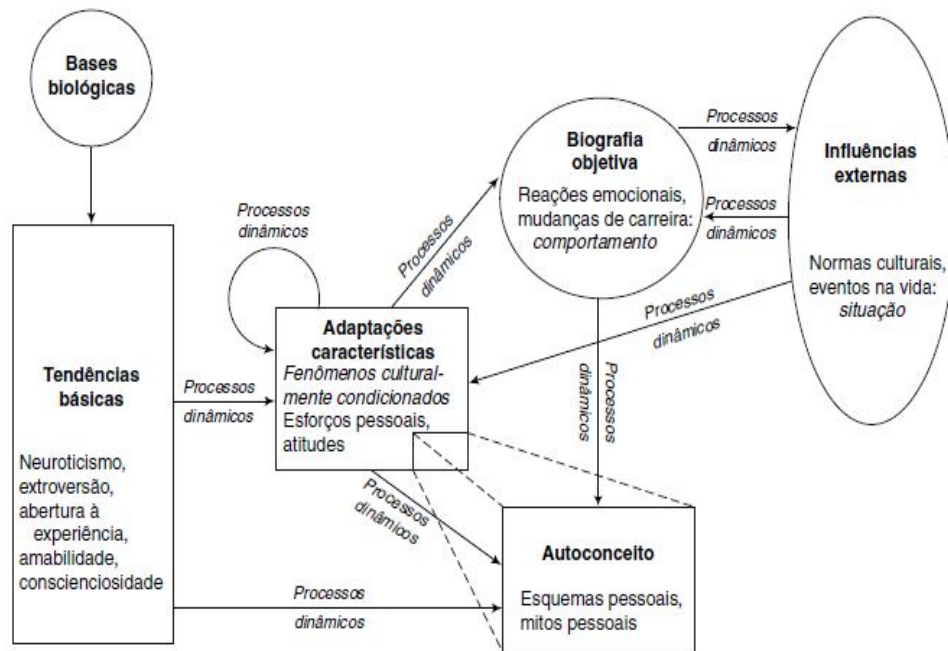 Bases
biológicas
Processos
dinâmicos
Biografia
objetiva
Reações emocionais,
mudanças de carreira:
comportamento
Processos
dinâmicos
Processos
dinâmicos
Influências
externas
Normas culturais,
eventos na vida:
situação
Processos
dinâmicos
Processos
dinâmicos
Adaptações
características
Fenômenos cultural-
mente condicionados
Esforços pessoais,
atitudes
Processos
dinâmicos
Tendências
básicas
Neuroticismo,
extroversão,
abertura à
experiência,
amabilidade,
conscienciosidade
Processos
dinâmicos
Processos
dinâmicos
Processos
dinâmicos
Autoconceito
Esquemas pessoais,
mitos pessoais
Processos
dinâmicos